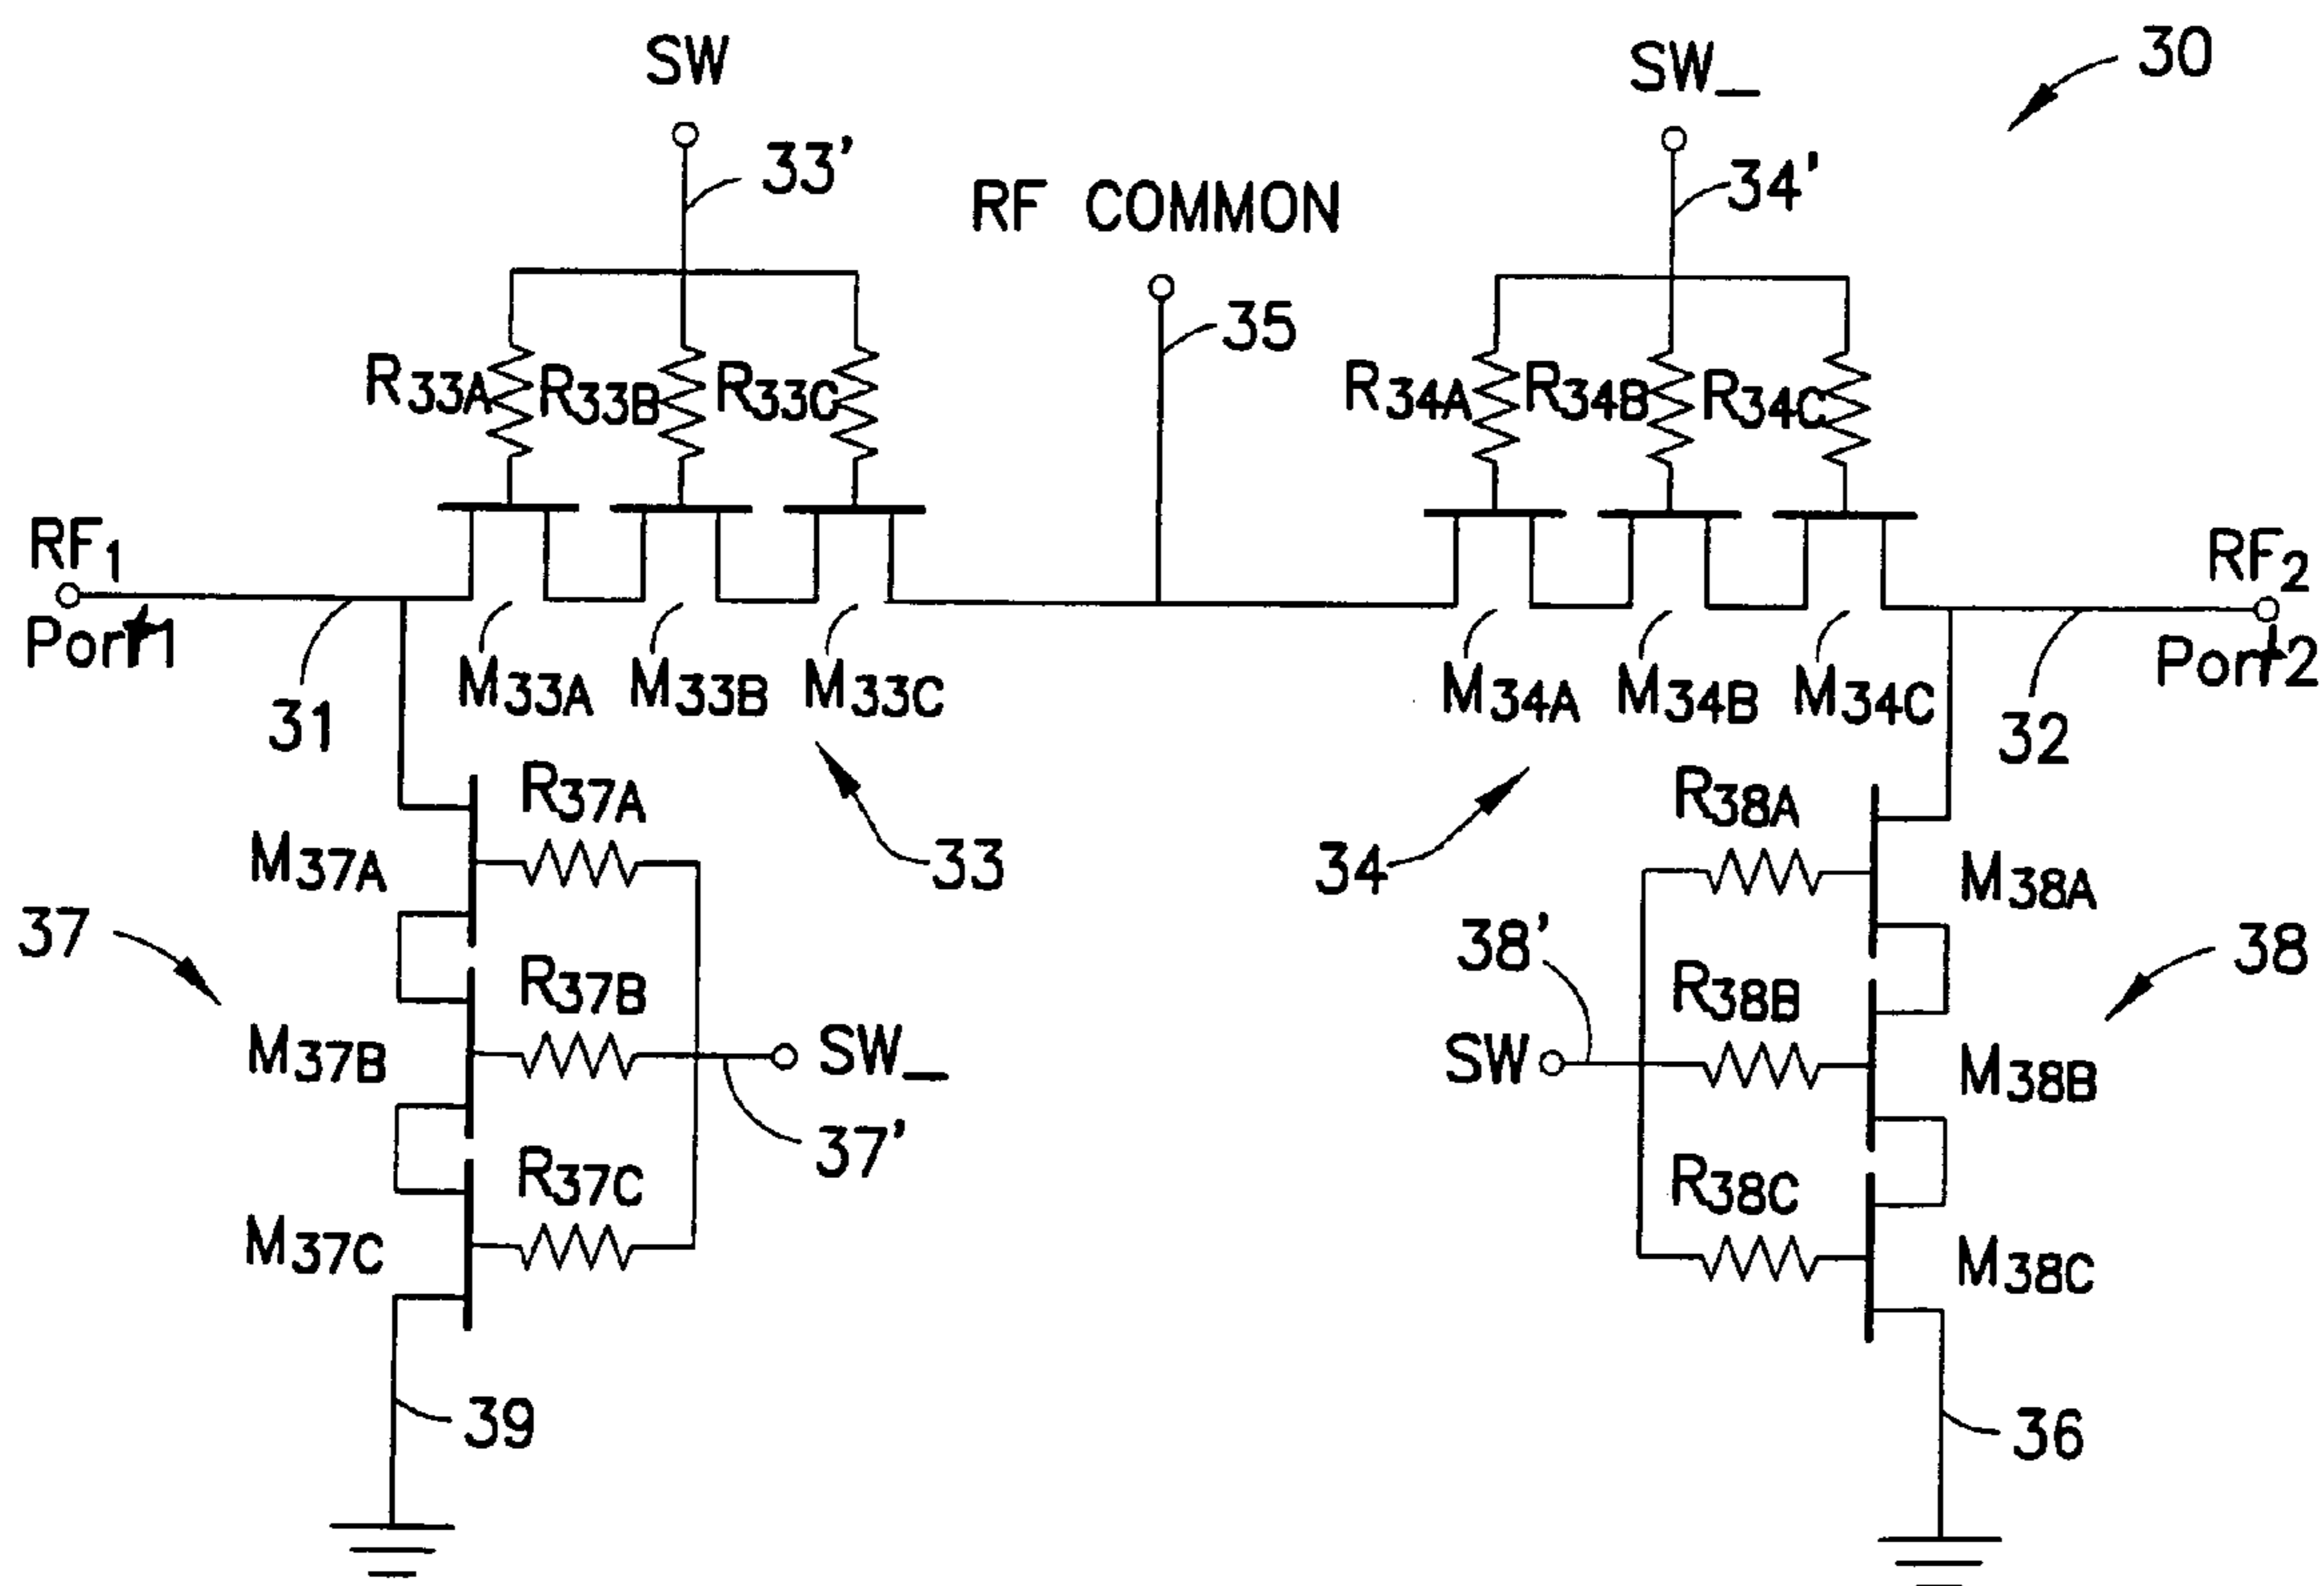 SW
SW_
30
33'
34'
RF COMMON
35
R33A
R33B
R33C
R34A
R34B
R34C
RF1
Port1
RF2
Port2
M33A
M33B
M33C
M34A
M34B
M34C
31
32
R37A
R38A
M37A
33
34
M38A
37
38'
38
R37B
R38B
M37B
SW_
SW
M38B
37'
R37C
R38C
M37C
M38C
39
36